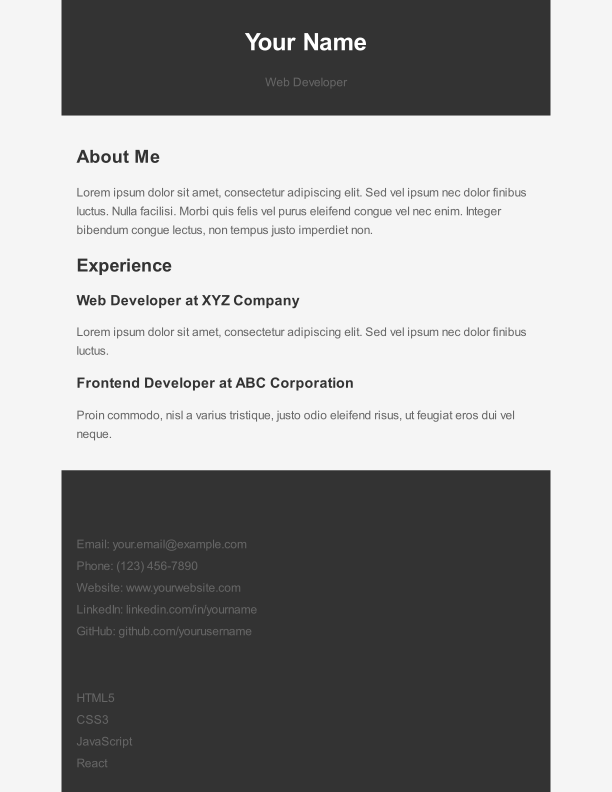 Your Name
Web Developer
About Me
Lorem ipsum dolor sit amet, consectetur adipiscing elit. Sed vel ipsum nec dolor finibus
luctus. Nulla facilisi. Morbi quis felis vel purus eleifend congue vel nec enim. Integer
bibendum congue lectus, non tempus justo imperdiet non.
Experience
Web Developer at XYZ Company
Lorem ipsum dolor sit amet, consectetur adipiscing elit. Sed vel ipsum nec dolor finibus
luctus.
Frontend Developer at ABC Corporation
Proin commodo, nisl a varius tristique, justo odio eleifend risus, ut feugiat eros dui vel
neque.
Email: your.email@example.com
Phone: (123) 456-7890
Website: www.yourwebsite.com
LinkedIn: linkedin.com/in/yourname
GitHub: github.com/yourusername
HTML5
CSS3
JavaScript
React